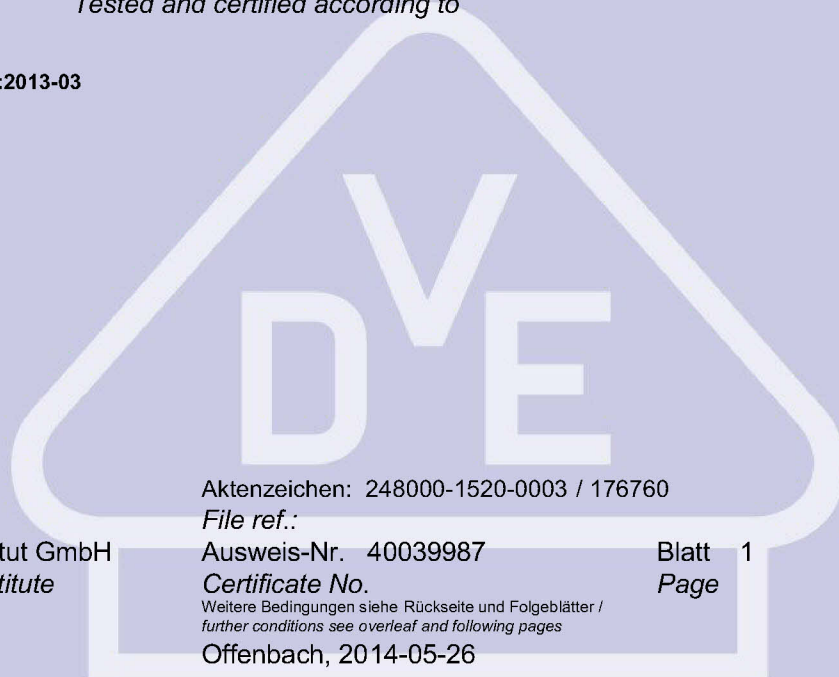 Tested and certified according to
:2013-03
DVE
Aktenzeichen: 248000-1520-0003 / 176760
File ref.:
tut GmbH Ausweis-Nr. 40039987 Blatt 1
titute Certificate No. Page
Weitere Bedingungen siehe Rückseite und Folgeblätter /
further conditions see overleaf and following pages
Offenbach, 2014-05-26